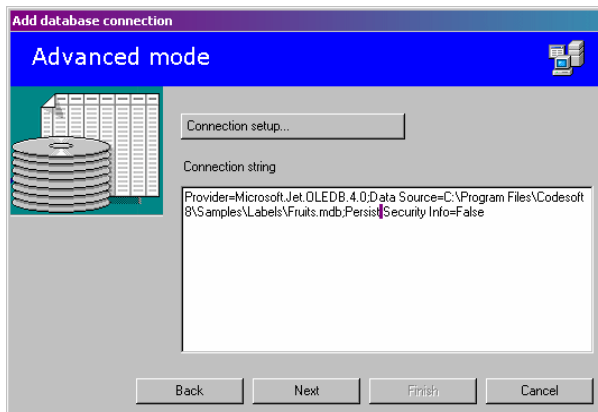 Add database connection
Advanced mode
Connection setup...
Connection string
Provider=Microsoft.Jet.OLEDB.4.0;Data Source=C:\Program Files\Codesoft
8\Samples\Labels\Fruits.mdb;Persist Security Info=False
Back Next Finish Cancel